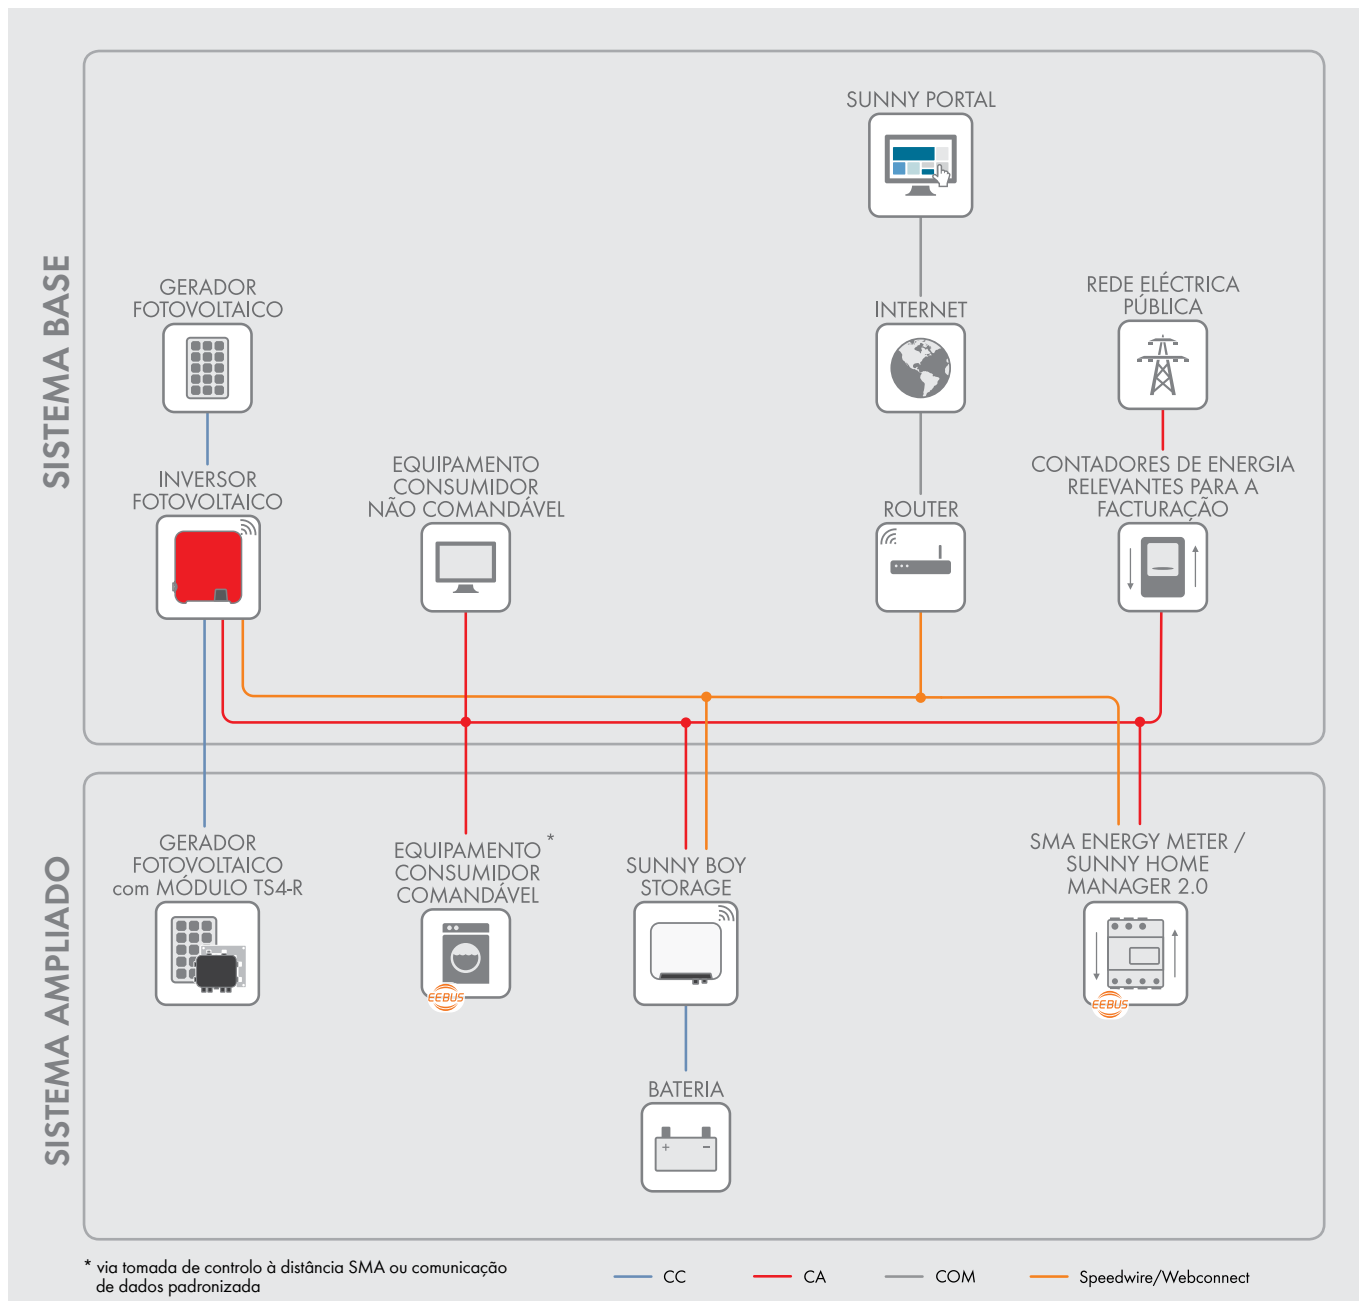 SISTEMA BASE
SUNNY PORTAL
GERADOR
FOTOVOLTAICO
INTERNET
REDE ELÉCTRICA
PÚBLICA
INVERSOR
FOTOVOLTAICO
EQUIPAMENTO
CONSUMIDOR
NÃO COMANDÁVEL
ROUTER
CONTADORES DE ENERGIA
RELEVANTES PARA A
FACTURAÇÃO
SISTEMA AMPLIADO
GERADOR
FOTOVOLTAICO
com MÓDULO TS4-R
EQUIPAMENTO *
CONSUMIDOR
COMANDÁVEL
EEBUS
SUNNY BOY
STORAGE
SMA ENERGY METER /
SUNNY HOME
MANAGER 2.0
EEBUS
BATERIA
+ −
* via tomada de controlo à distância SMA ou comunicação
de dados padronizada
CC
CA
COM
Speedwire/Webconnect